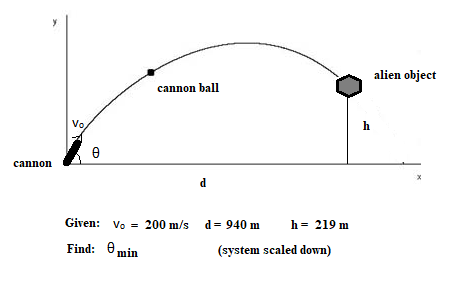 y
alien object
cannon ball
vo
h
θ
cannon
x
d
Given: vo = 200 m/s d= 940 m h= 219 m
Find: θmin (system scaled down)